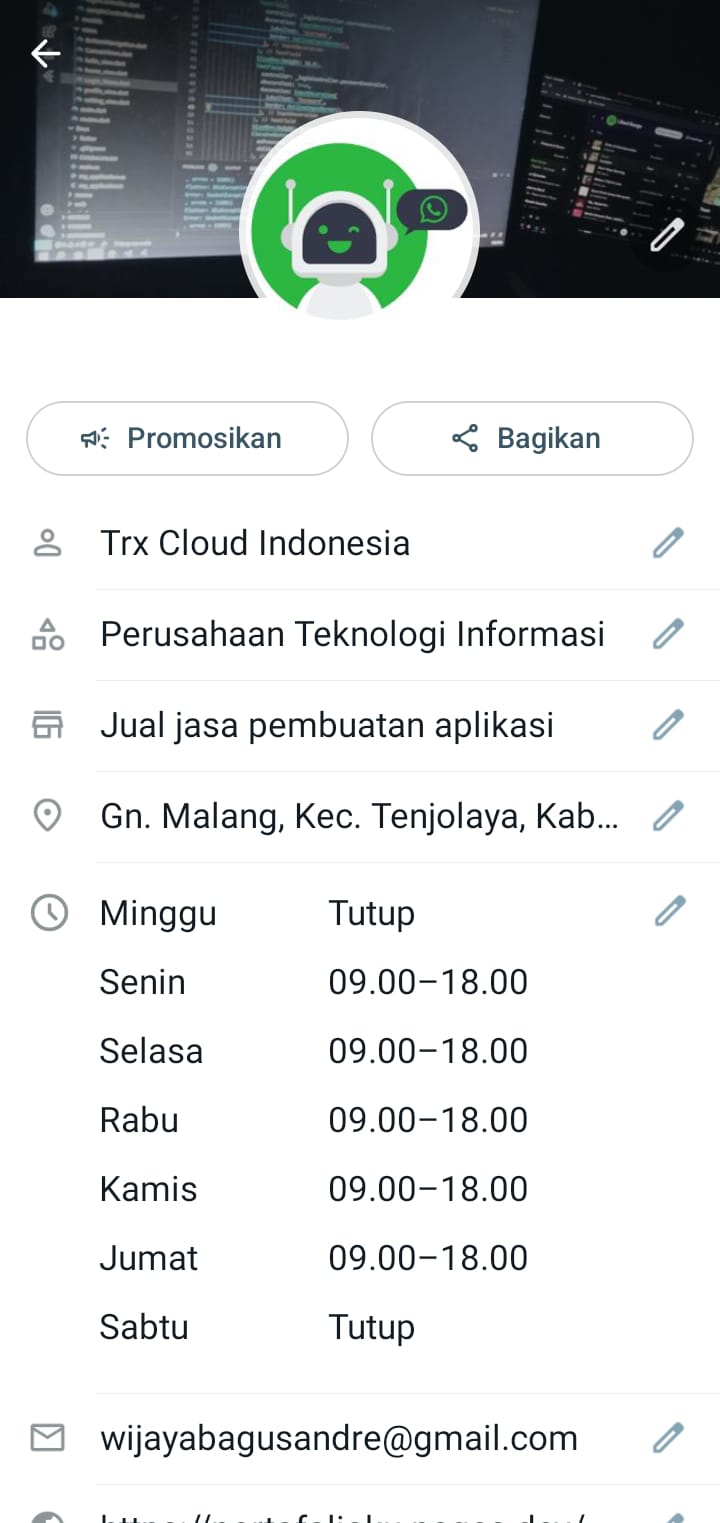 Promosikan
Bagikan
Trx Cloud Indonesia
Perusahaan Teknologi Informasi
Jual jasa pembuatan aplikasi
Gn. Malang, Kec. Tenjolaya, Kab...
Minggu Tutup
Senin 09.00–18.00
Selasa 09.00–18.00
Rabu 09.00–18.00
Kamis 09.00–18.00
Jumat 09.00–18.00
Sabtu Tutup
wijayabagusandre@gmail.com